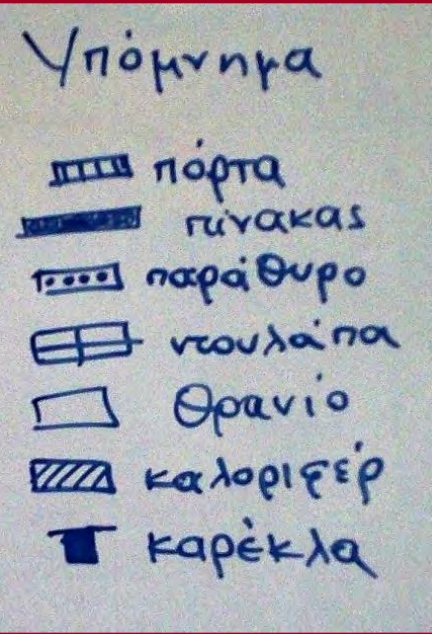 Υπόμνημα
πόρτα
πίνακας
παράθυρο
ντουλάπα
θρανίο
καλοριφέρ
καρέκλα